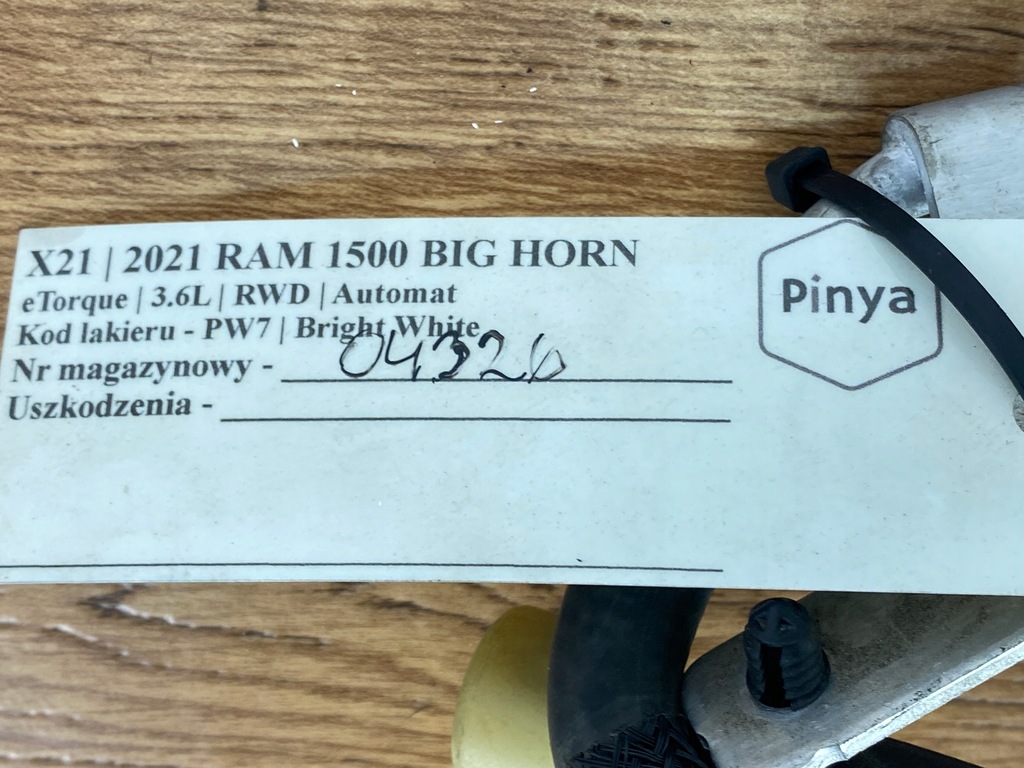 X21 | 2021 RAM 1500 BIG HORN
eTorque | 3.6L | RWD | Automat
Kod lakieru - PW7 | Bright White
Nr magazynowy - 04326
Uszkodzenia -
Pinya